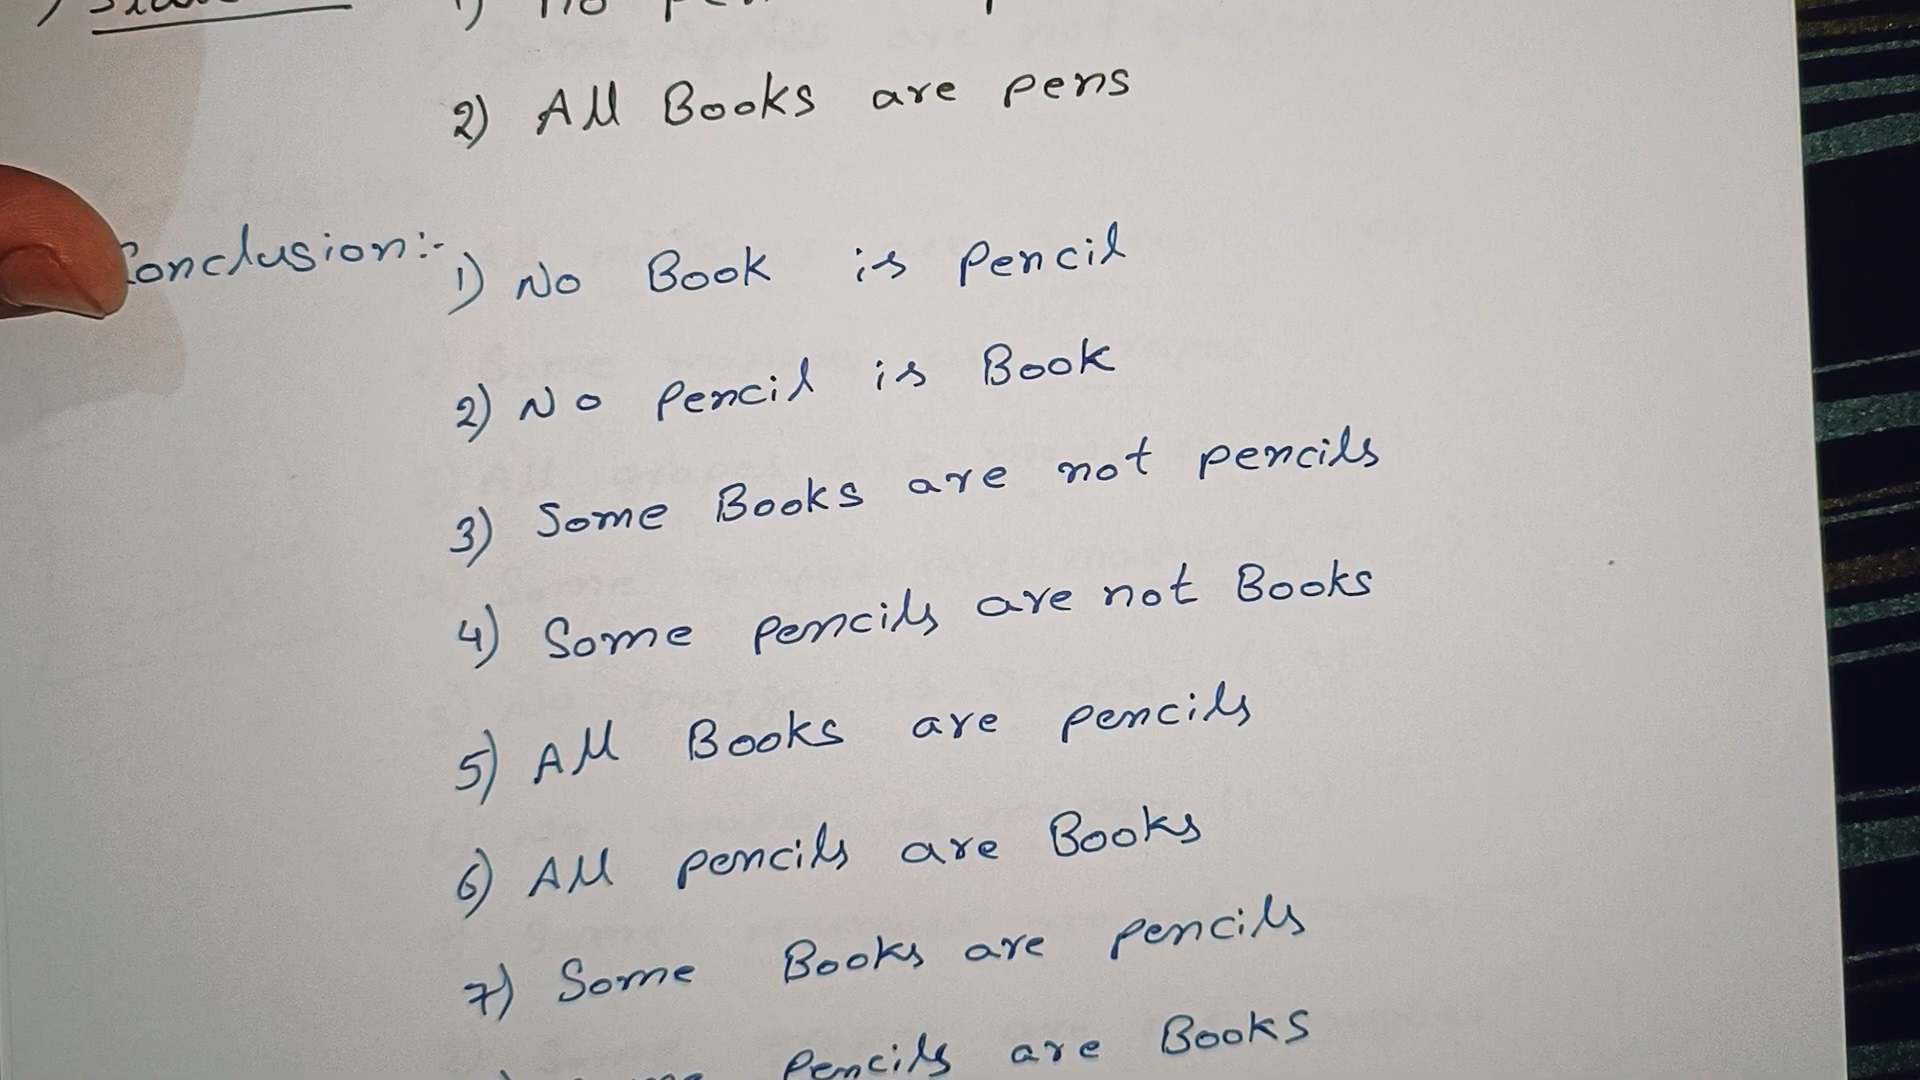 1) No
2) All Books are pens
Conclusion:-
1) No Book is Pencil
2) No Pencil is Book
3) Some Books are not pencils
4) Some pencils are not Books
5) All Books are pencils
6) All pencils are Books
7) Some Books are pencils
Pencils are Books